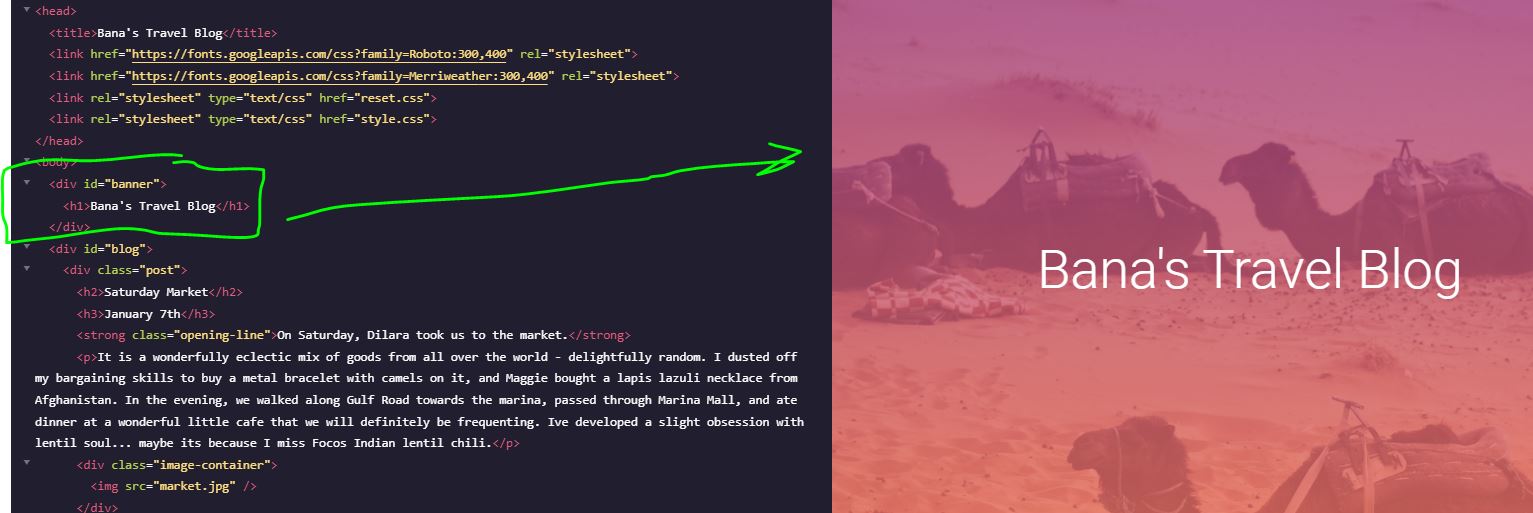 <head>
<title>Bana's Travel Blog</title>
<link href="https://fonts.googleapis.com/css?family=Roboto:300,400" rel="stylesheet">
<link href="https://fonts.googleapis.com/css?family=Merriweather:300,400" rel="stylesheet">
<link rel="stylesheet" type="text/css" href="reset.css">
<link rel="stylesheet" type="text/css" href="style.css">
</head>
<body>
<div id="banner">
<h1>Bana's Travel Blog</h1>
</div>
<div id="blog">
<div class="post">
<h2>Saturday Market</h2>
<h3>January 7th</h3>
<strong class="opening-line">On Saturday, Dilara took us to the market.</strong>
<p>It is a wonderfully eclectic mix of goods from all over the world - delightfully random. I dusted off
my bargaining skills to buy a metal bracelet with camels on it, and Maggie bought a lapis lazuli necklace from
Afghanistan. In the evening, we walked along Gulf Road towards the marina, passed through Marina Mall, and ate
dinner at a wonderful little cafe that we will definitely be frequenting. Ive developed a slight obsession with
lentil soul... maybe its because I miss Focos Indian lentil chili.</p>
<div class="image-container">
<img src="market.jpg" />
</div>
Bana's Travel Blog